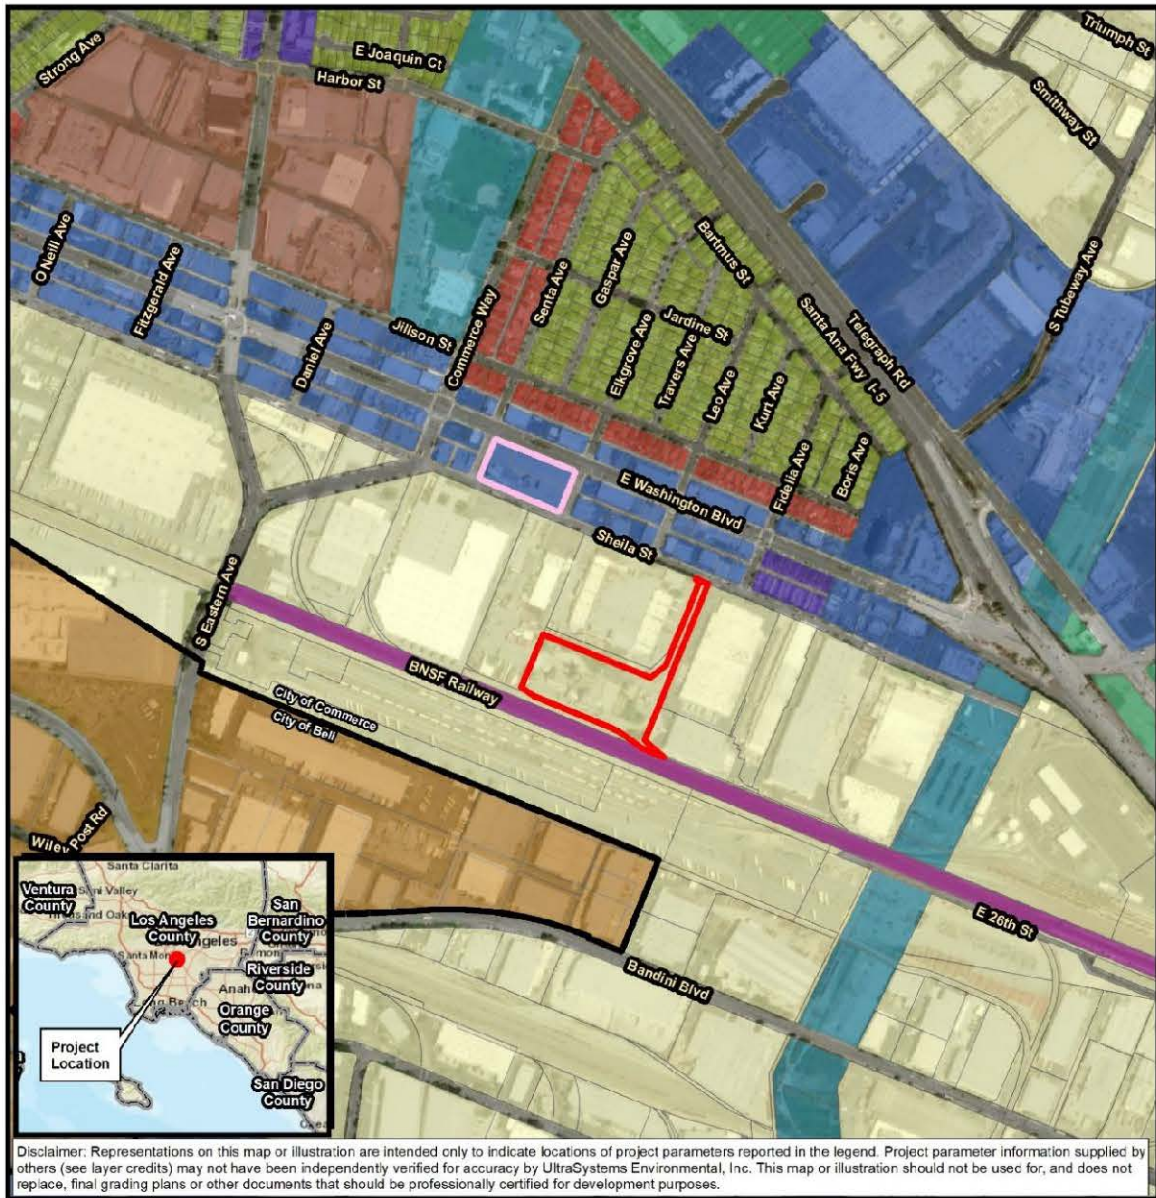 Strong Ave
E Joaquin Ct
Harbor St
Triumph St
Smithway St
O Neill Ave
Fitzgerald Ave
Daniel Ave
Jillson St
Commerce Way
Senta Ave
Gaspar Ave
Bartmus St
Jardine St
Elkgrove Ave
Travers Ave
Leo Ave
Kurt Ave
Santa Ana Fwy I-5
Telegraph Rd
S Tubeway Ave
Fidelia Ave
Boris Ave
E Washington Blvd
Sheila St
S Eastern Ave
BNSF Railway
City of Commerce
City of Bell
Wiley Post Rd
E 26th St
Bandini Blvd
Santa Clarita
Ventura
County
Valley
Los Angeles
County
San
Bernardino
County
Riverside
County
Orange
County
San Diego
County
Project
Location
Disclaimer: Representations on this map or illustration are intended only to indicate locations of project parameters reported in the legend. Project parameter information supplied by
others (see layer credits) may not have been independently verified for accuracy by UltraSystems Environmental, Inc. This map or illustration should not be used for, and does not
replace, final grading plans or other documents that should be professionally certified for development purposes.